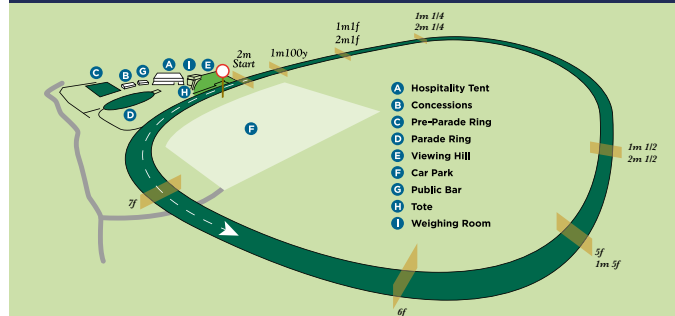 1m 1/4
2m 1/4
1m1f
2m1f
1m100y
2m
Start
A
I
E
G
B
C
H
D
F
A Hospitality Tent
B Concessions
C Pre-Parade Ring
D Parade Ring
E Viewing Hill
F Car Park
G Public Bar
H Tote
I Weighing Room
1m 1/2
2m 1/2
7f
5f
1m 5f
6f